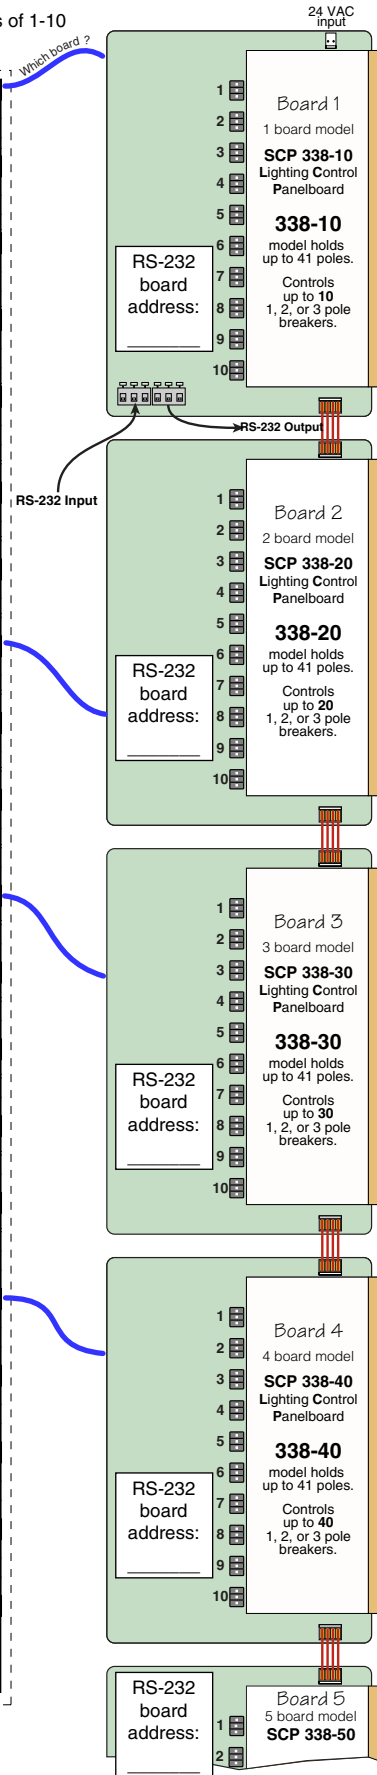 s of 1-10
24 VAC
input
Which board ?
Board 1
1 board model
SCP 338-10
Lighting Control
Panelboard
338-10
model holds
up to 41 poles.
Controls
up to 10
1, 2, or 3 pole
breakers.
1
2
3
4
5
6
7
8
9
10
RS-232
board
address:
RS-232 Output
RS-232 Input
Board 2
2 board model
SCP 338-20
Lighting Control
Panelboard
338-20
model holds
up to 41 poles.
Controls
up to 20
1, 2, or 3 pole
breakers.
1
2
3
4
5
6
7
8
9
10
RS-232
board
address:
Board 3
3 board model
SCP 338-30
Lighting Control
Panelboard
338-30
model holds
up to 41 poles.
Controls
up to 30
1, 2, or 3 pole
breakers.
1
2
3
4
5
6
7
8
9
10
RS-232
board
address:
Board 4
4 board model
SCP 338-40
Lighting Control
Panelboard
338-40
model holds
up to 41 poles.
Controls
up to 40
1, 2, or 3 pole
breakers.
1
2
3
4
5
6
7
8
9
10
RS-232
board
address:
Board 5
5 board model
SCP 338-50
1
2
RS-232
board
address: